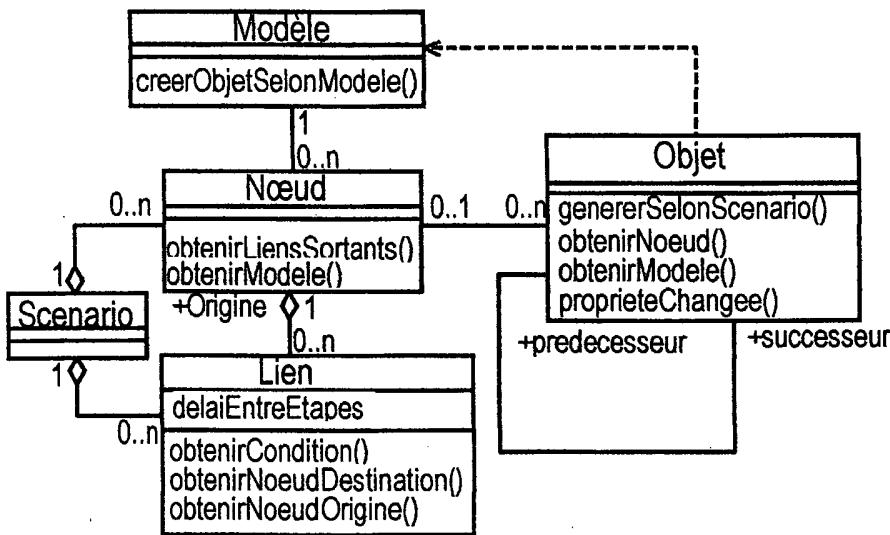 Modèle
creerObjetSelonModele()
1
0..n
Nœud
obtenirLiensSortants()
obtenirModele()
0..n
0..1
0..n
Objet
genererSelonScenario()
obtenirNoeud()
obtenirModele()
proprieteChangee()
1
Scenario
1
+Origine
1
0..n
+predecesseur
+successeur
Lien
delaiEntreEtapes
0..n
obtenirCondition()
obtenirNoeudDestination()
obtenirNoeudOrigine()